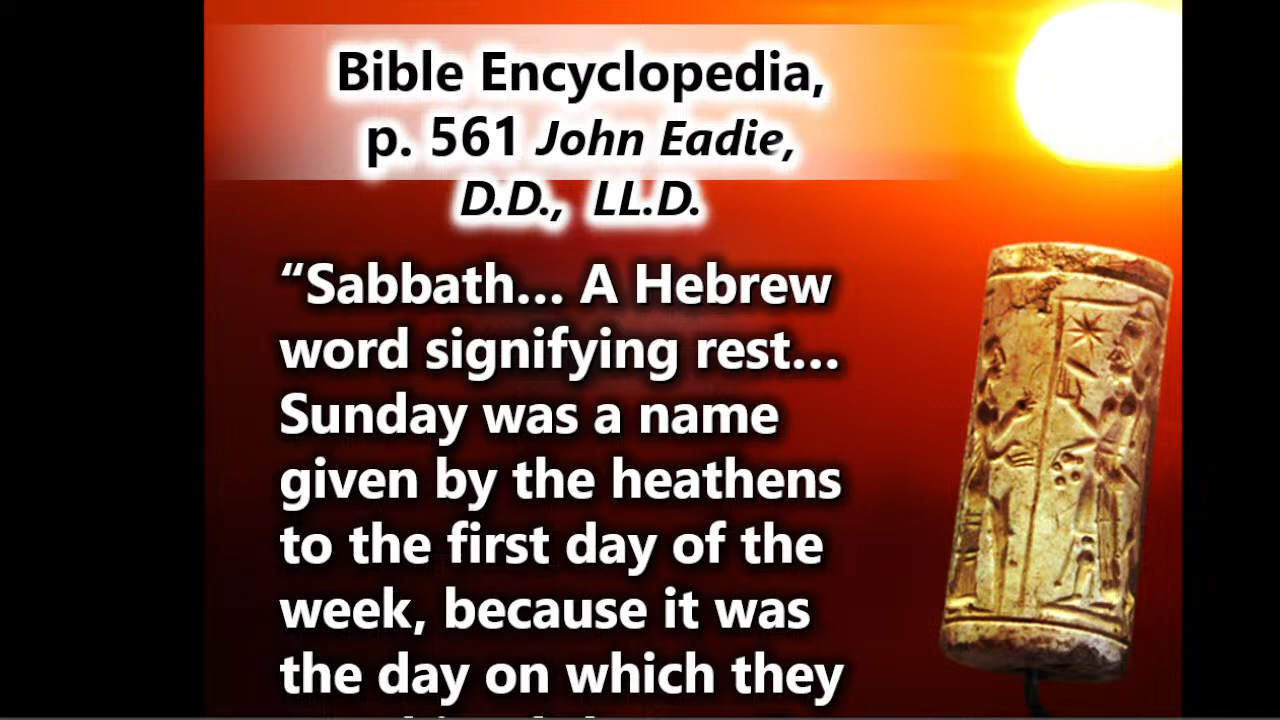 Bible Encyclopedia,
p. 561 John Eadie,
D.D., LL.D.
“Sabbath... A Hebrew
word signifying rest...
Sunday was a name
given by the heathens
to the first day of the
week, because it was
the day on which they